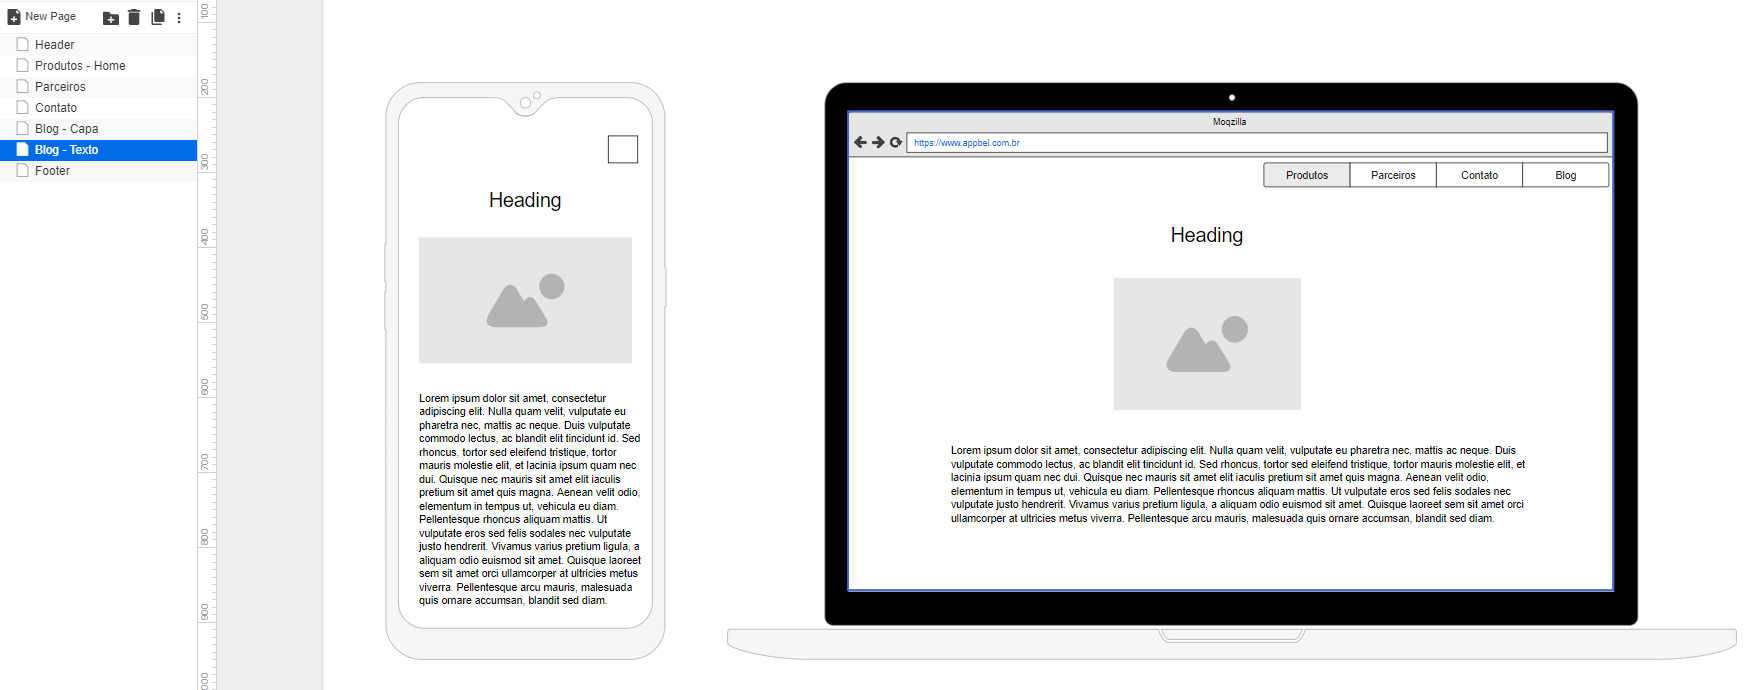 New Page
Header
Produtos - Home
Parceiros
Contato
Blog - Capa
Blog - Texto
Footer
100
200
300
400
500
600
700
800
900
000
Heading
Lorem ipsum dolor sit amet, consectetur
adipiscing elit. Nulla quam velit, vulputate eu
pharetra nec, mattis ac neque. Duis vulputate
commodo lectus, ac blandit elit tincidunt id. Sed
rhoncus, tortor sed eleifend tristique, tortor
mauris molestie elit, et lacinia ipsum quam nec
dui. Quisque nec mauris sit amet elit iaculis
pretium sit amet quis magna. Aenean velit odio,
elementum in tempus ut, vehicula eu diam.
Pellentesque rhoncus aliquam mattis. Ut
vulputate eros sed felis sodales nec vulputate
justo hendrerit. Vivamus varius pretium ligula, a
aliquam odio euismod sit amet. Quisque laoreet
sem sit amet orci ullamcorper at ultricies metus
viverra. Pellentesque arcu mauris, malesuada
quis ornare accumsan, blandit sed diam.
Moqzilla
https://www.appbel.com.br
Produtos Parceiros Contato Blog
Heading
Lorem ipsum dolor sit amet, consectetur adipiscing elit. Nulla quam velit, vulputate eu pharetra nec, mattis ac neque. Duis
vulputate commodo lectus, ac blandit elit tincidunt id. Sed rhoncus, tortor sed eleifend tristique, tortor mauris molestie elit, et
lacinia ipsum quam nec dui. Quisque nec mauris sit amet elit iaculis pretium sit amet quis magna. Aenean velit odio,
elementum in tempus ut, vehicula eu diam. Pellentesque rhoncus aliquam mattis. Ut vulputate eros sed felis sodales nec
vulputate justo hendrerit. Vivamus varius pretium ligula, a aliquam odio euismod sit amet. Quisque laoreet sem sit amet orci
ullamcorper at ultricies metus viverra. Pellentesque arcu mauris, malesuada quis ornare accumsan, blandit sed diam.